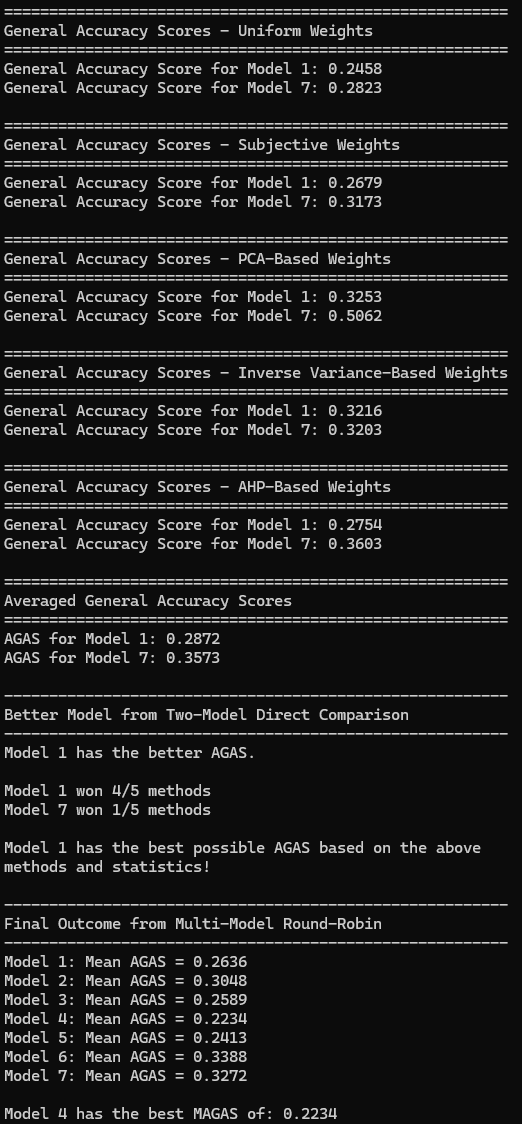 ========================================================
General Accuracy Scores - Uniform Weights
========================================================
General Accuracy Score for Model 1: 0.2458
General Accuracy Score for Model 7: 0.2823

========================================================
General Accuracy Scores - Subjective Weights
========================================================
General Accuracy Score for Model 1: 0.2679
General Accuracy Score for Model 7: 0.3173

========================================================
General Accuracy Scores - PCA-Based Weights
========================================================
General Accuracy Score for Model 1: 0.3253
General Accuracy Score for Model 7: 0.5062

========================================================
General Accuracy Scores - Inverse Variance-Based Weights
========================================================
General Accuracy Score for Model 1: 0.3216
General Accuracy Score for Model 7: 0.3203

========================================================
General Accuracy Scores - AHP-Based Weights
========================================================
General Accuracy Score for Model 1: 0.2754
General Accuracy Score for Model 7: 0.3603

========================================================
Averaged General Accuracy Scores
========================================================
AGAS for Model 1: 0.2872
AGAS for Model 7: 0.3573

--------------------------------------------------------
Better Model from Two-Model Direct Comparison
--------------------------------------------------------
Model 1 has the better AGAS.

Model 1 won 4/5 methods
Model 7 won 1/5 methods

Model 1 has the best possible AGAS based on the above
methods and statistics!

--------------------------------------------------------
Final Outcome from Multi-Model Round-Robin
--------------------------------------------------------
Model 1: Mean AGAS = 0.2636
Model 2: Mean AGAS = 0.3048
Model 3: Mean AGAS = 0.2589
Model 4: Mean AGAS = 0.2234
Model 5: Mean AGAS = 0.2413
Model 6: Mean AGAS = 0.3388
Model 7: Mean AGAS = 0.3272

Model 4 has the best MAGAS of: 0.2234